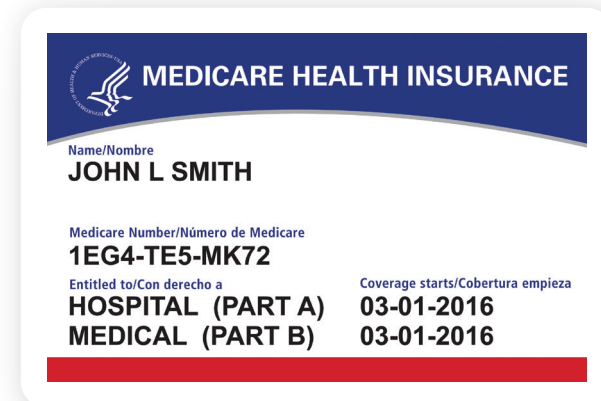 MEDICARE HEALTH INSURANCE
Name/Nombre
JOHN L SMITH
Medicare Number/Número de Medicare
1EG4-TE5-MK72
Entitled to/Con derecho a Coverage starts/Cobertura empieza
HOSPITAL (PART A) 03-01-2016
MEDICAL (PART B) 03-01-2016